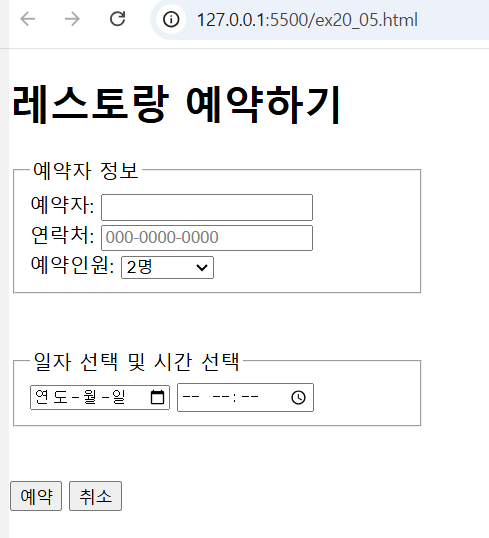 127.0.0.1:5500/ex20_05.html
레스토랑 예약하기
예약자 정보
예약자:
연락처: 000-0000-0000
예약인원: 2명
일자 선택 및 시간 선택
연도-월-일 -- --:--
예약 취소